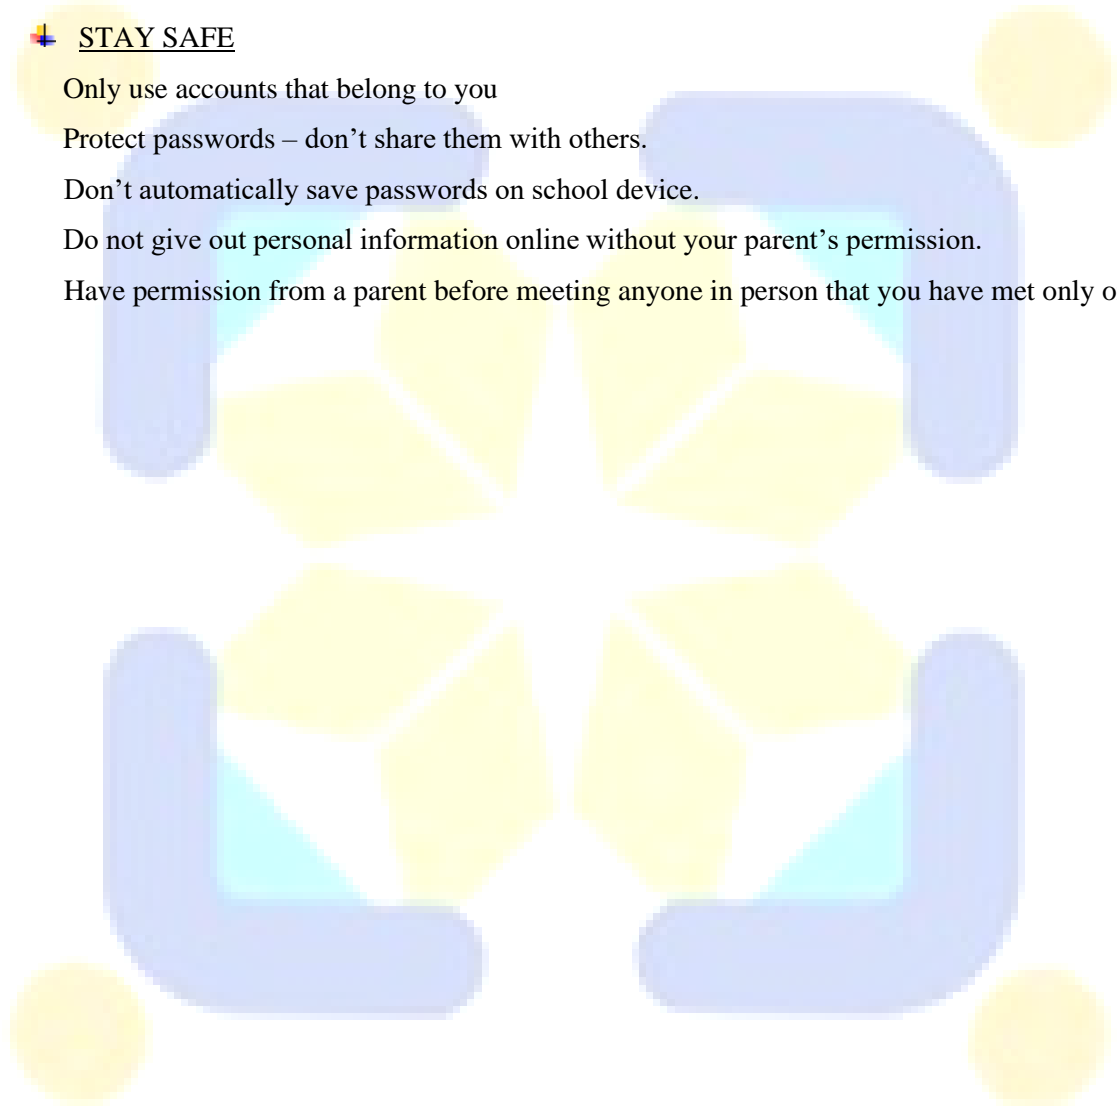 STAY SAFE
Only use accounts that belong to you
Protect passwords – don’t share them with others.
Don’t automatically save passwords on school device.
Do not give out personal information online without your parent’s permission.
Have permission from a parent before meeting anyone in person that you have met only